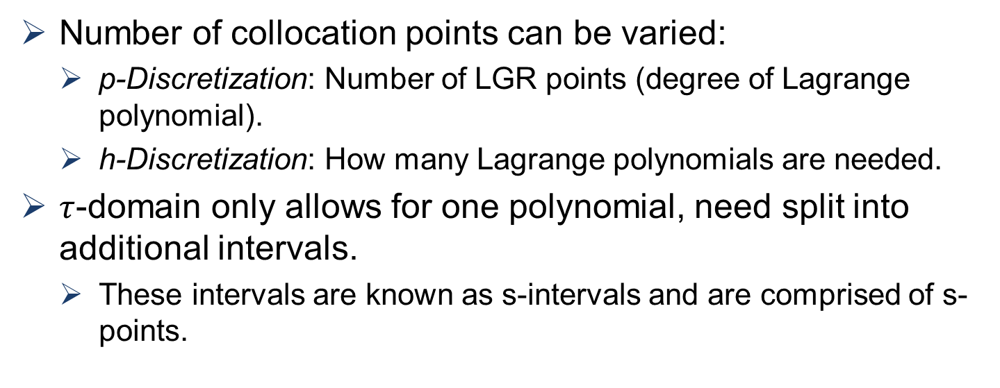 ➢ Number of collocation points can be varied:
➢ p-Discretization: Number of LGR points (degree of Lagrange
polynomial).
➢ h-Discretization: How many Lagrange polynomials are needed.
➢ τ-domain only allows for one polynomial, need split into
additional intervals.
➢ These intervals are known as s-intervals and are comprised of s-
points.